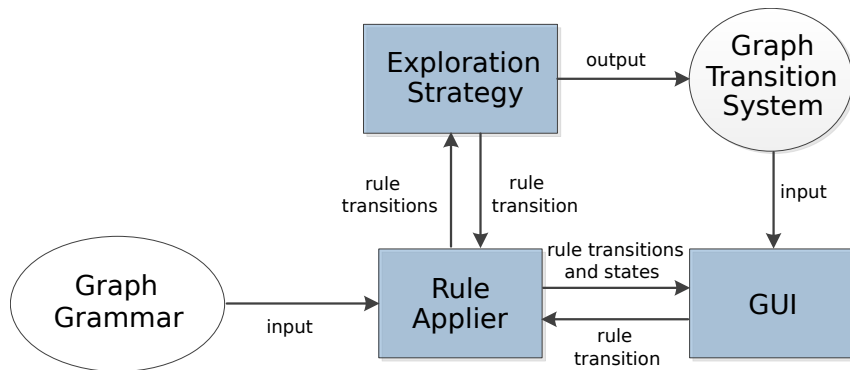 Exploration
Strategy
output
Graph
Transition
System
rule
transitions
rule
transition
input
Graph
Grammar
input
Rule
Applier
rule transitions
and states
rule
transition
GUI